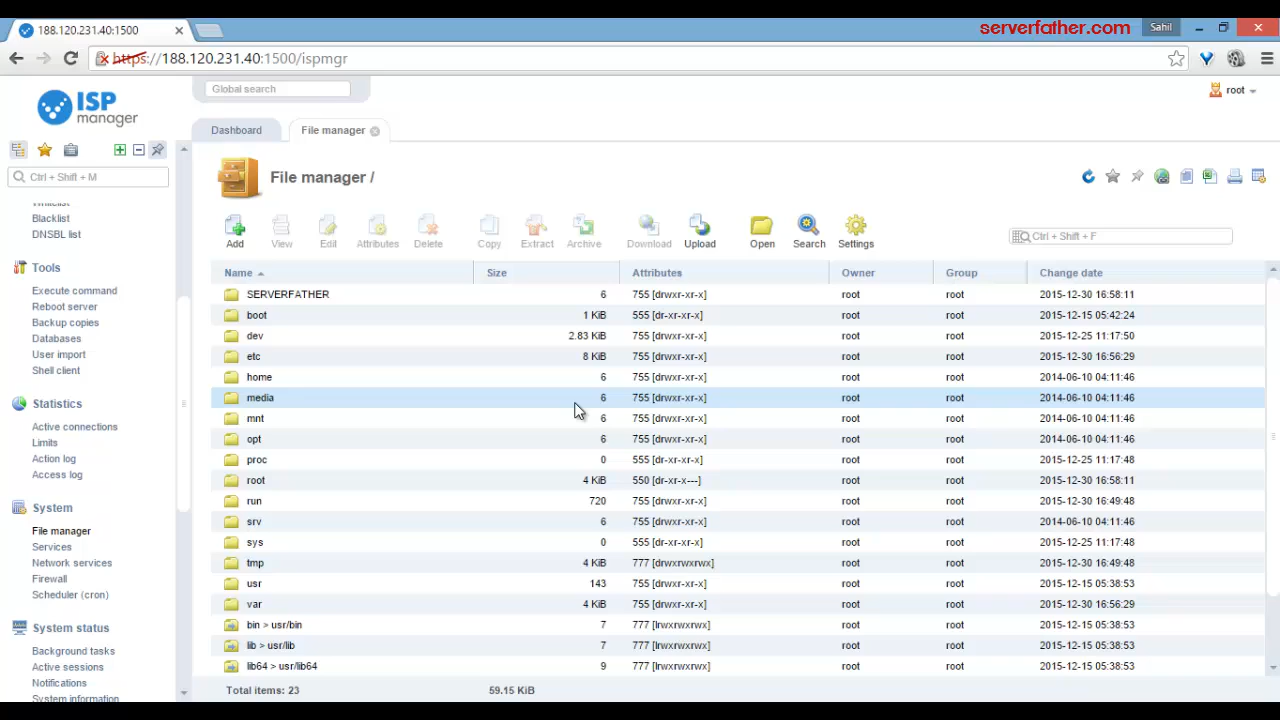 188.120.231.40:1500
serverfather.com
Sahil
https://188.120.231.40:1500/ispmgr
ISP
manager
Global search
root
Dashboard
File manager
Ctrl + Shift + M
File manager /
Add
View
Edit
Attributes
Delete
Copy
Extract
Archive
Download
Upload
Open
Search
Settings
Ctrl + Shift + F
Whitelist
Blacklist
DNSBL list
Tools
Execute command
Reboot server
Backup copies
Databases
User import
Shell client
Statistics
Active connections
Limits
Action log
Access log
System
File manager
Services
Network services
Firewall
Scheduler (cron)
System status
Background tasks
Active sessions
Notifications
System information
Name Size Attributes Owner Group Change date
SERVERFATHER 6 755 [drwxr-xr-x] root root 2015-12-30 16:58:11
boot 1 KiB 555 [dr-xr-xr-x] root root 2015-12-15 05:42:24
dev 2.83 KiB 755 [drwxr-xr-x] root root 2015-12-25 11:17:50
etc 8 KiB 755 [drwxr-xr-x] root root 2015-12-30 16:56:29
home 6 755 [drwxr-xr-x] root root 2014-06-10 04:11:46
media 6 755 [drwxr-xr-x] root root 2014-06-10 04:11:46
mnt 6 755 [drwxr-xr-x] root root 2014-06-10 04:11:46
opt 6 755 [drwxr-xr-x] root root 2014-06-10 04:11:46
proc 0 555 [dr-xr-xr-x] root root 2015-12-25 11:17:48
root 4 KiB 550 [dr-xr-x---] root root 2015-12-30 16:58:11
run 720 755 [drwxr-xr-x] root root 2015-12-30 16:49:48
srv 6 755 [drwxr-xr-x] root root 2014-06-10 04:11:46
sys 0 555 [dr-xr-xr-x] root root 2015-12-25 11:17:48
tmp 4 KiB 777 [drwxrwxrwx] root root 2015-12-30 16:49:48
usr 143 755 [drwxr-xr-x] root root 2015-12-15 05:38:53
var 4 KiB 755 [drwxr-xr-x] root root 2015-12-30 16:56:29
bin > usr/bin 7 777 [lrwxrwxrwx] root root 2015-12-15 05:38:53
lib > usr/lib 7 777 [lrwxrwxrwx] root root 2015-12-15 05:38:53
lib64 > usr/lib64 9 777 [lrwxrwxrwx] root root 2015-12-15 05:38:53
Total items: 23 59.15 KiB